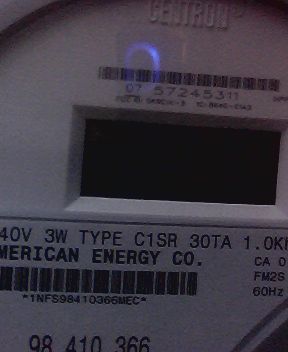 CENTRON
07 57245311
40V 3W TYPE C1SR 30TA 1.0K
MERICAN ENERGY CO.
CA 0
FM2S
60Hz
*1NFS98410366MEC*
98 410 366